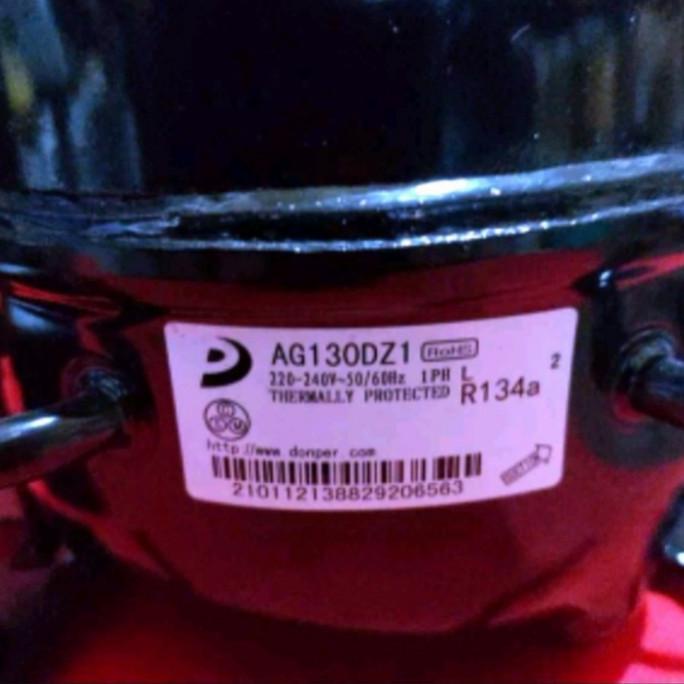 AG130DZ1 RoHS 2
220-240V~50/60Hz 1PH L
THERMALLY PROTECTED R134a
http://www.donper.com
210112138829206563